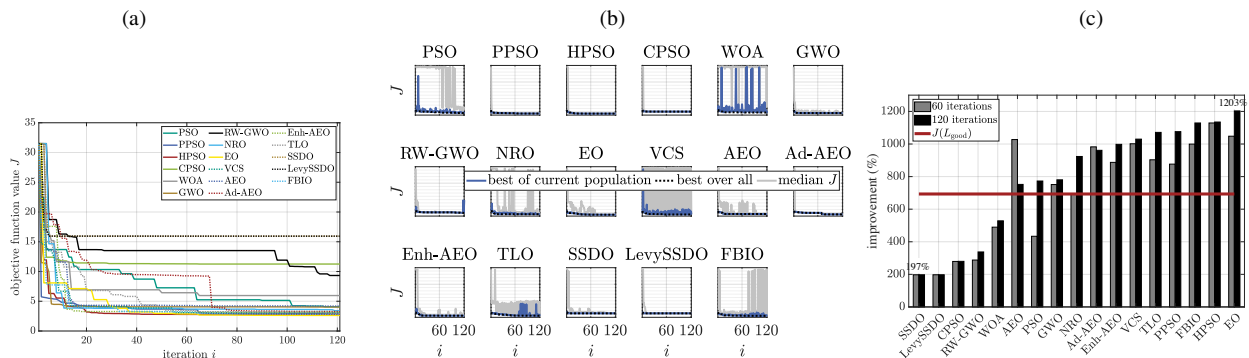 (a)
(b)
(c)
objective function value J
35
30
25
20
15
10
5
0
0
20
40
60
80
100
120
iteration i
PSO
PPSO
HPSO
CPSO
WOA
GWO
RW-GWO
NRO
EO
VCS
AEO
Ad-AEO
Enh-AEO
TLO
SSDO
LevySSDO
FBIO
PSO
PPSO
HPSO
CPSO
WOA
GWO
J
RW-GWO
NRO
EO
VCS
AEO
Ad-AEO
J
best of current population
best over all
median J
Enh-AEO
TLO
SSDO
LevySSDO
FBIO
J
60 120
60 120
60 120
60 120
60 120
i
i
i
i
i
improvement (%)
1200
1000
800
600
400
200
0
60 iterations
120 iterations
J(Lgood)
197%
1203%
SSDO
LevySSDO
CPSO
RW-GWO
WOA
AEO
PSO
GWO
NRO
Ad-AEO
Enh-AEO
VCS
TLO
PPSO
FBIO
HPSO
EO